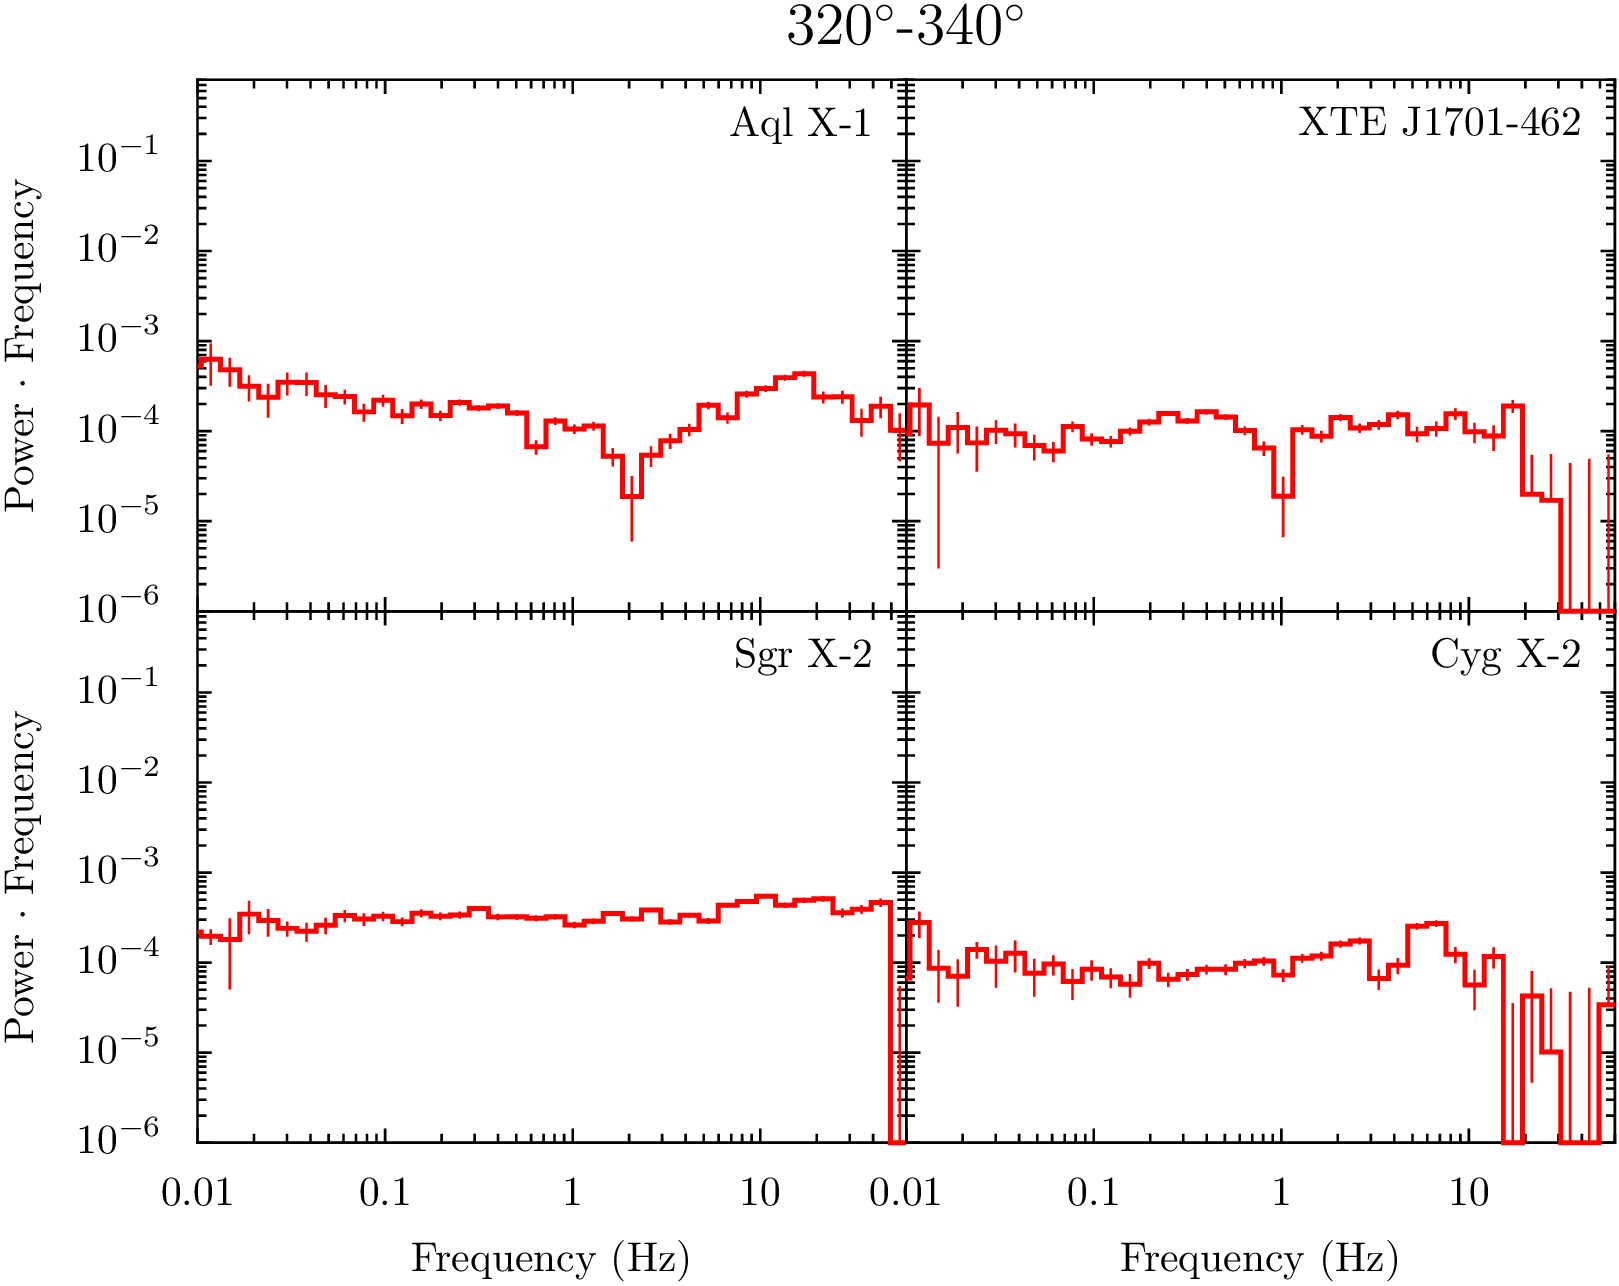 320°-340°
Aql X-1
XTE J1701-462
10⁻¹
10⁻²
10⁻³
10⁻⁴
10⁻⁵
10⁻⁶
Power · Frequency
Sgr X-2
Cyg X-2
10⁻¹
10⁻²
10⁻³
10⁻⁴
10⁻⁵
10⁻⁶
Power · Frequency
0.01 0.1 1 10 0.01 0.1 1 10
Frequency (Hz) Frequency (Hz)